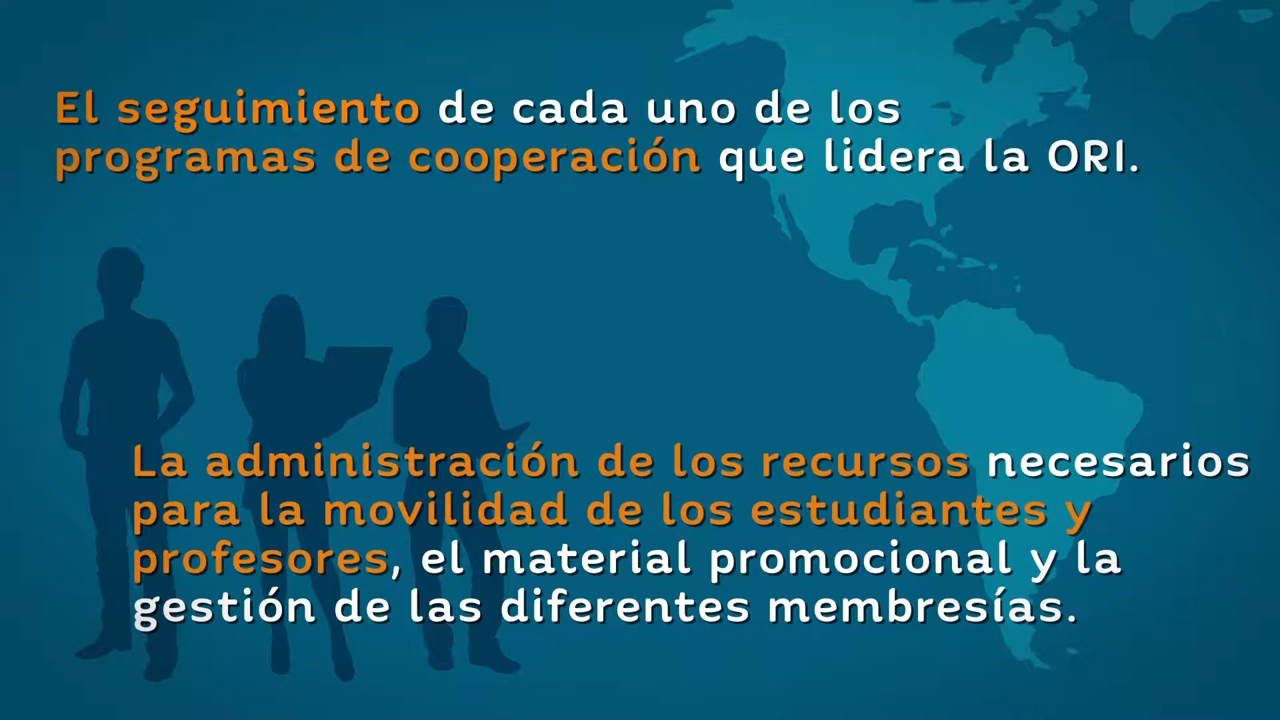 El seguimiento de cada uno de los
programas de cooperación que lidera la ORI.
La administración de los recursos necesarios
para la movilidad de los estudiantes y
profesores, el material promocional y la
gestión de las diferentes membresías.